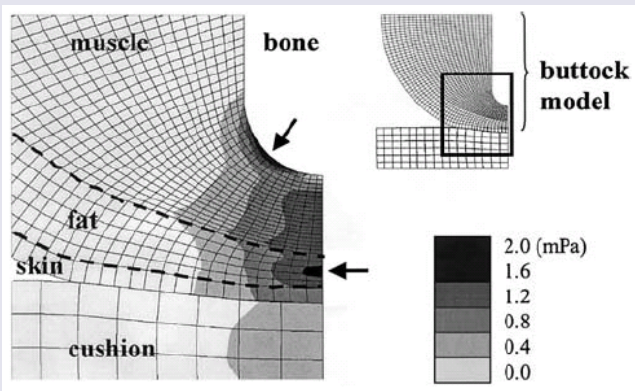 muscle
bone
buttock
model
fat
skin
cushion
2.0 (mPa)
1.6
1.2
0.8
0.4
0.0